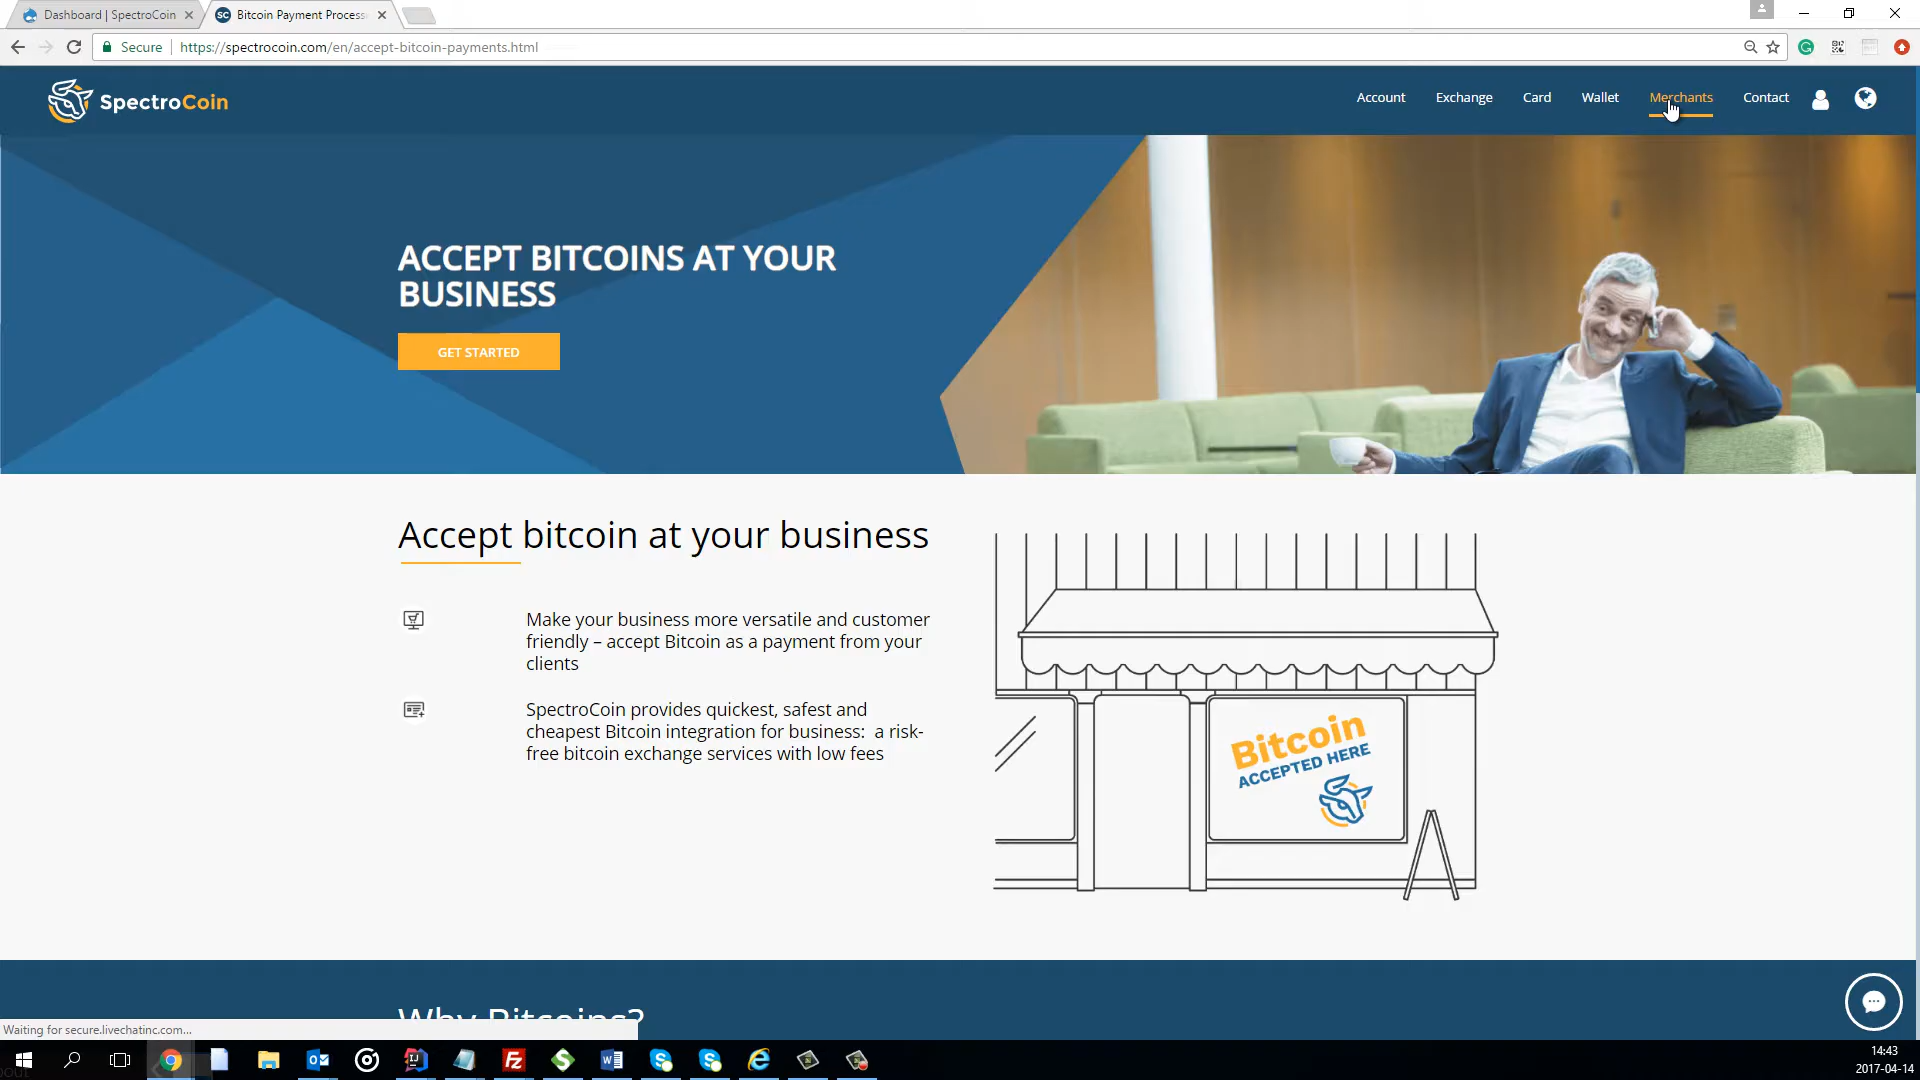 Dashboard | SpectroCoin
Bitcoin Payment Process
Secure
https://spectrocoin.com/en/accept-bitcoin-payments.html
SpectroCoin
Account
Exchange
Card
Wallet
Merchants
Contact
ACCEPT BITCOINS AT YOUR
BUSINESS
GET STARTED
Accept bitcoin at your business
Make your business more versatile and customer
friendly – accept Bitcoin as a payment from your
clients
SpectroCoin provides quickest, safest and
cheapest Bitcoin integration for business: a risk-
free bitcoin exchange services with low fees
Bitcoin
ACCEPTED HERE
Why Bitcoins?
Waiting for secure.livechatinc.com...
14:43
2017-04-14